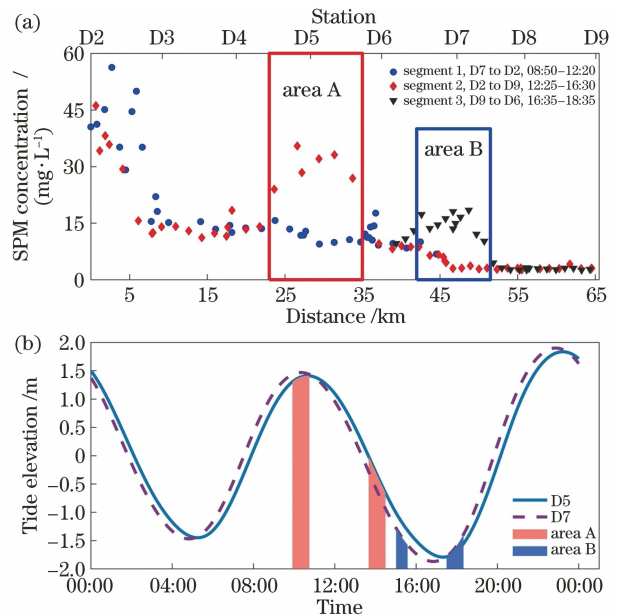 (a)
Station
D2 D3 D4 D5 D6 D7 D8 D9
SPM concentration /
(mg·L⁻¹)
60
45
30
15
0
segment 1, D7 to D2, 08:50–12:20
segment 2, D2 to D9, 12:25–16:30
segment 3, D9 to D6, 16:35–18:35
area A
area B
5 15 25 35 45 55 65
Distance /km
(b)
Tide elevation /m
2.0
1.5
1.0
0.5
0
−0.5
−1.0
−1.5
−2.0
D5
D7
area A
area B
00:00 04:00 08:00 12:00 16:00 20:00 00:00
Time